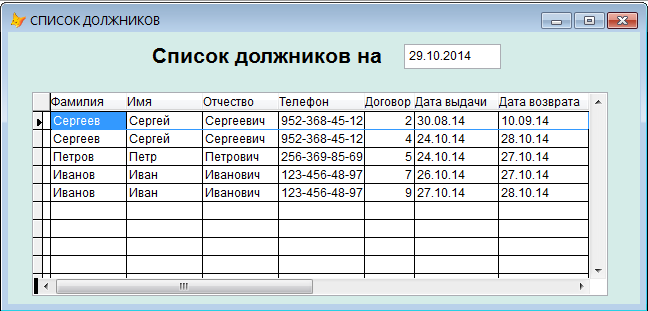 СПИСОК ДОЛЖНИКОВ
Список должников на 29.10.2014
Фамилия Имя Отчество Телефон Договор Дата выдачи Дата возврата
Сергеев Сергей Сергеевич 952-368-45-12 2 30.08.14 10.09.14
Сергеев Сергей Сергеевич 952-368-45-12 4 24.10.14 28.10.14
Петров Петр Петрович 256-369-85-69 5 24.10.14 27.10.14
Иванов Иван Иванович 123-456-48-97 7 26.10.14 27.10.14
Иванов Иван Иванович 123-456-48-97 9 27.10.14 28.10.14